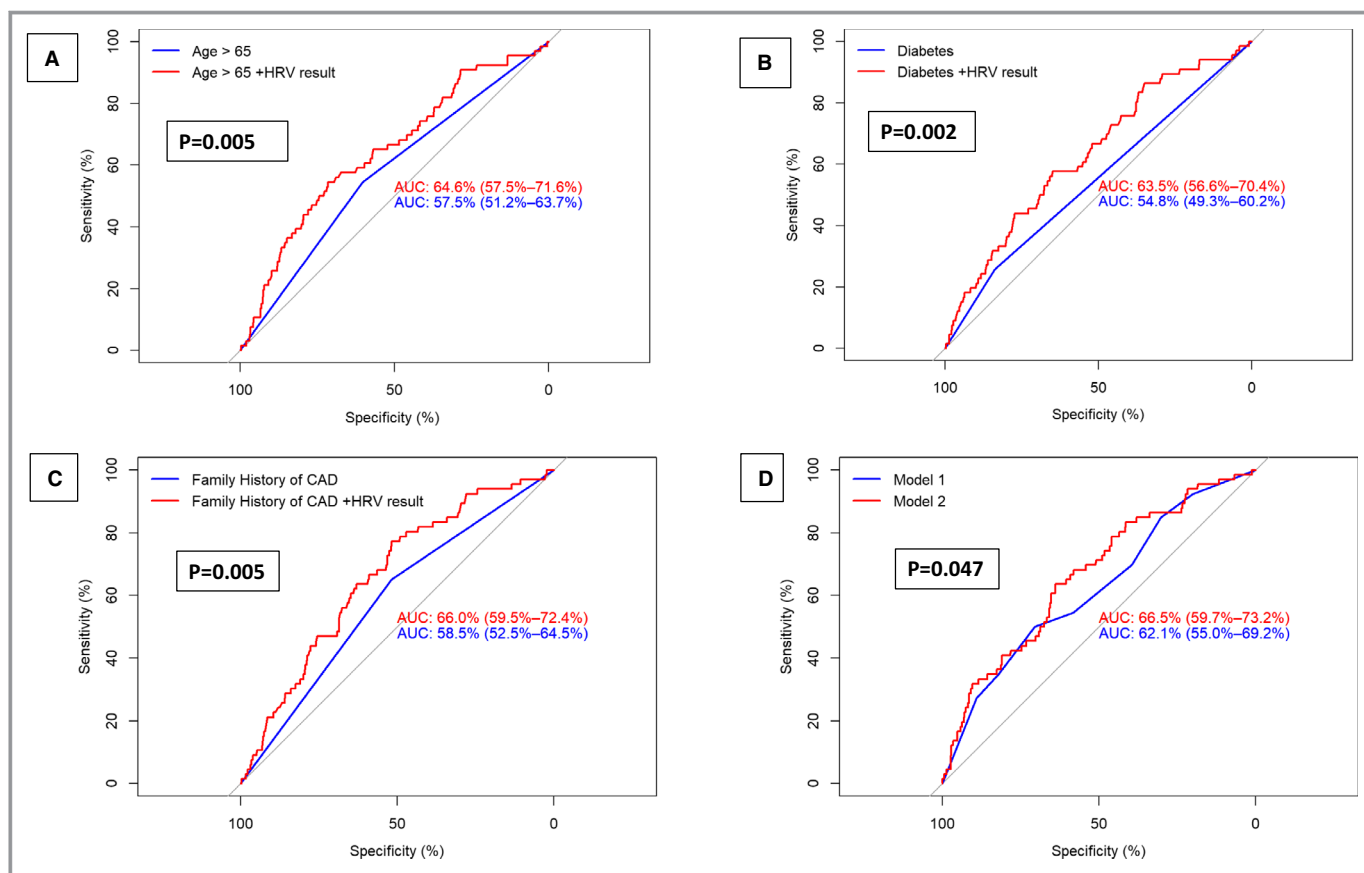 A
Age > 65
Age > 65 +HRV result
P=0.005
AUC: 64.6% (57.5%–71.6%)
AUC: 57.5% (51.2%–63.7%)
Sensitivity (%)
0
20
40
60
80
100
100
50
0
Specificity (%)
B
Diabetes
Diabetes +HRV result
P=0.002
AUC: 63.5% (56.6%–70.4%)
AUC: 54.8% (49.3%–60.2%)
Sensitivity (%)
0
20
40
60
80
100
100
50
0
Specificity (%)
C
Family History of CAD
Family History of CAD +HRV result
P=0.005
AUC: 66.0% (59.5%–72.4%)
AUC: 58.5% (52.5%–64.5%)
Sensitivity (%)
0
20
40
60
80
100
100
50
0
Specificity (%)
D
Model 1
Model 2
P=0.047
AUC: 66.5% (59.7%–73.2%)
AUC: 62.1% (55.0%–69.2%)
Sensitivity (%)
0
20
40
60
80
100
100
50
0
Specificity (%)